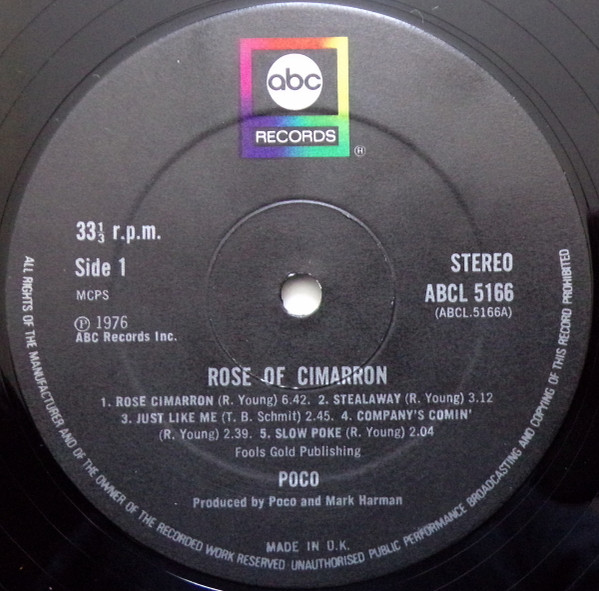 abc
RECORDS
Ⓗ
33⅓ r.p.m.
Side 1
MCPS
℗ 1976
ABC Records Inc.
STEREO
ABCL 5166
(ABCL.5166A)
ROSE OF CIMARRON
1. ROSE CIMARRON (R. Young) 6.42. 2. STEALAWAY (R. Young) 3.12
3. JUST LIKE ME (T. B. Schmit) 2.45. 4. COMPANY'S COMIN'
(R. Young) 2.39. 5. SLOW POKE (R. Young) 2.04
Fools Gold Publishing
POCO
Produced by Poco and Mark Harman
MADE IN U.K.
ALL RIGHTS OF THE MANUFACTURER AND OF THE OWNER OF THE RECORDED WORK RESERVED · UNAUTHORISED PUBLIC PERFORMANCE BROADCASTING AND COPYING OF THIS RECORD PROHIBITED